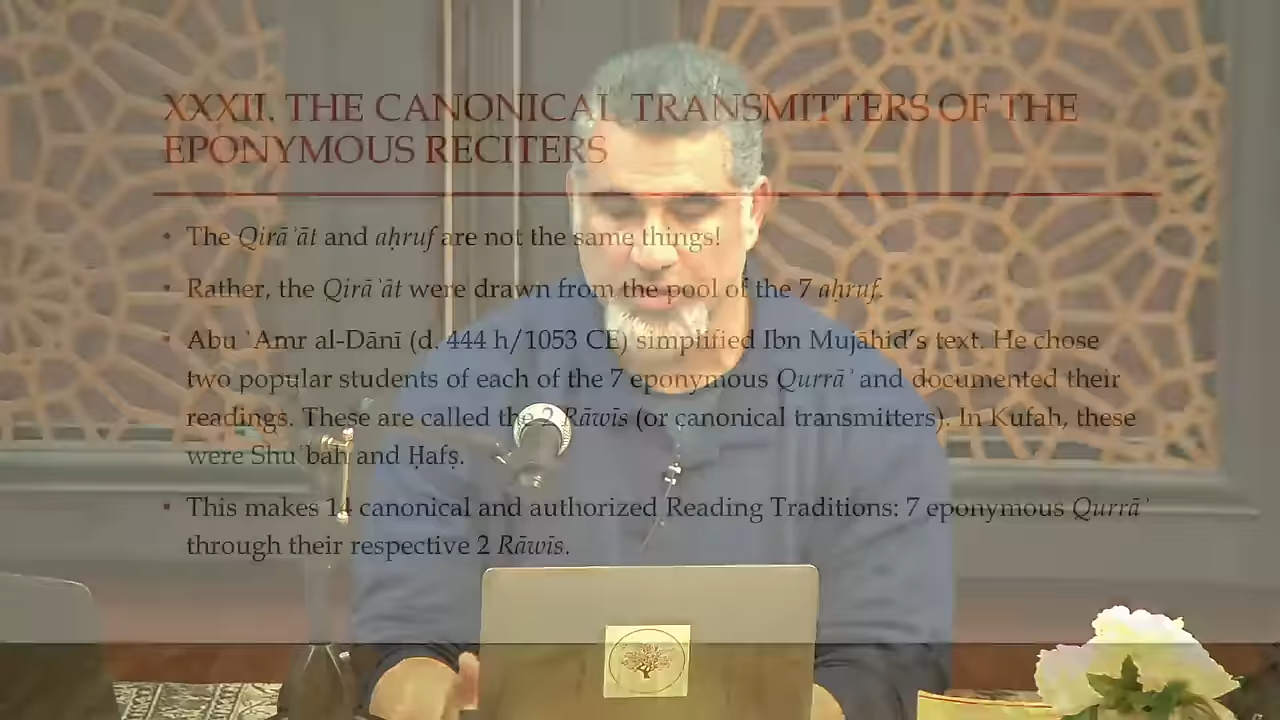 XXXII. THE CANONICAL TRANSMITTERS OF THE
EPONYMOUS RECITERS
• The Qirāʾāt and aḥruf are not the same things!
• Rather, the Qirāʾāt were drawn from the pool of the 7 aḥruf.
• Abu ʿAmr al-Dānī (d. 444 h/1053 CE) simplified Ibn Mujāhid’s text. He chose
two popular students of each of the 7 eponymous Qurrāʾ and documented their
readings. These are called the 2 Rāwīs (or canonical transmitters). In Kufah, these
were Shuʿbah and Ḥafṣ.
• This makes 14 canonical and authorized Reading Traditions: 7 eponymous Qurrāʾ
through their respective 2 Rāwīs.